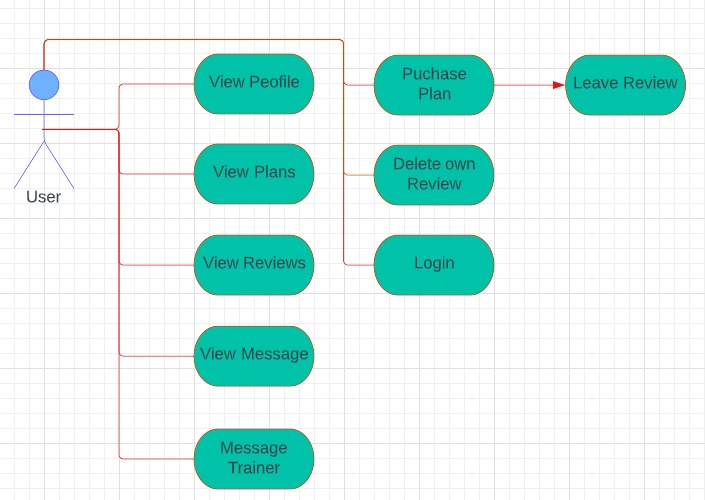 View Peofile
Puchase
Plan
Leave Review
View Plans
Delete own
Review
User
View Reviews
Login
View Message
Message
Trainer